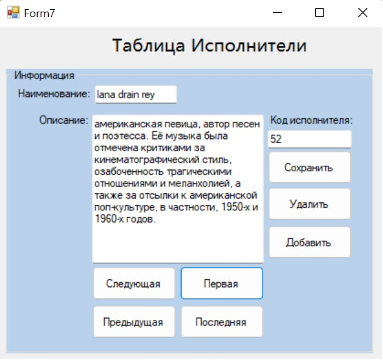 Form7
Таблица Исполнители
Информация
Наименование: lana drain rey
Описание: американская певица, автор песен
и поэтесса. Её музыка была
отмечена критиками за
кинематографический стиль,
озабоченность трагическими
отношениями и меланхолией, а
также за отсылки к американской
поп-культуре, в частности, 1950-х и
1960-х годов.
Код исполнителя:
52
Сохранить
Удалить
Добавить
Следующая Первая
Предыдущая Последняя